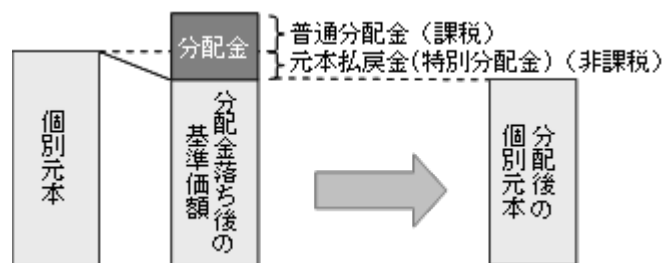 分配金
普通分配金（課税）
元本払戻金(特別分配金)（非課税）
個別元本
分配金落ち後の
基準価額
分配後の
個別元本